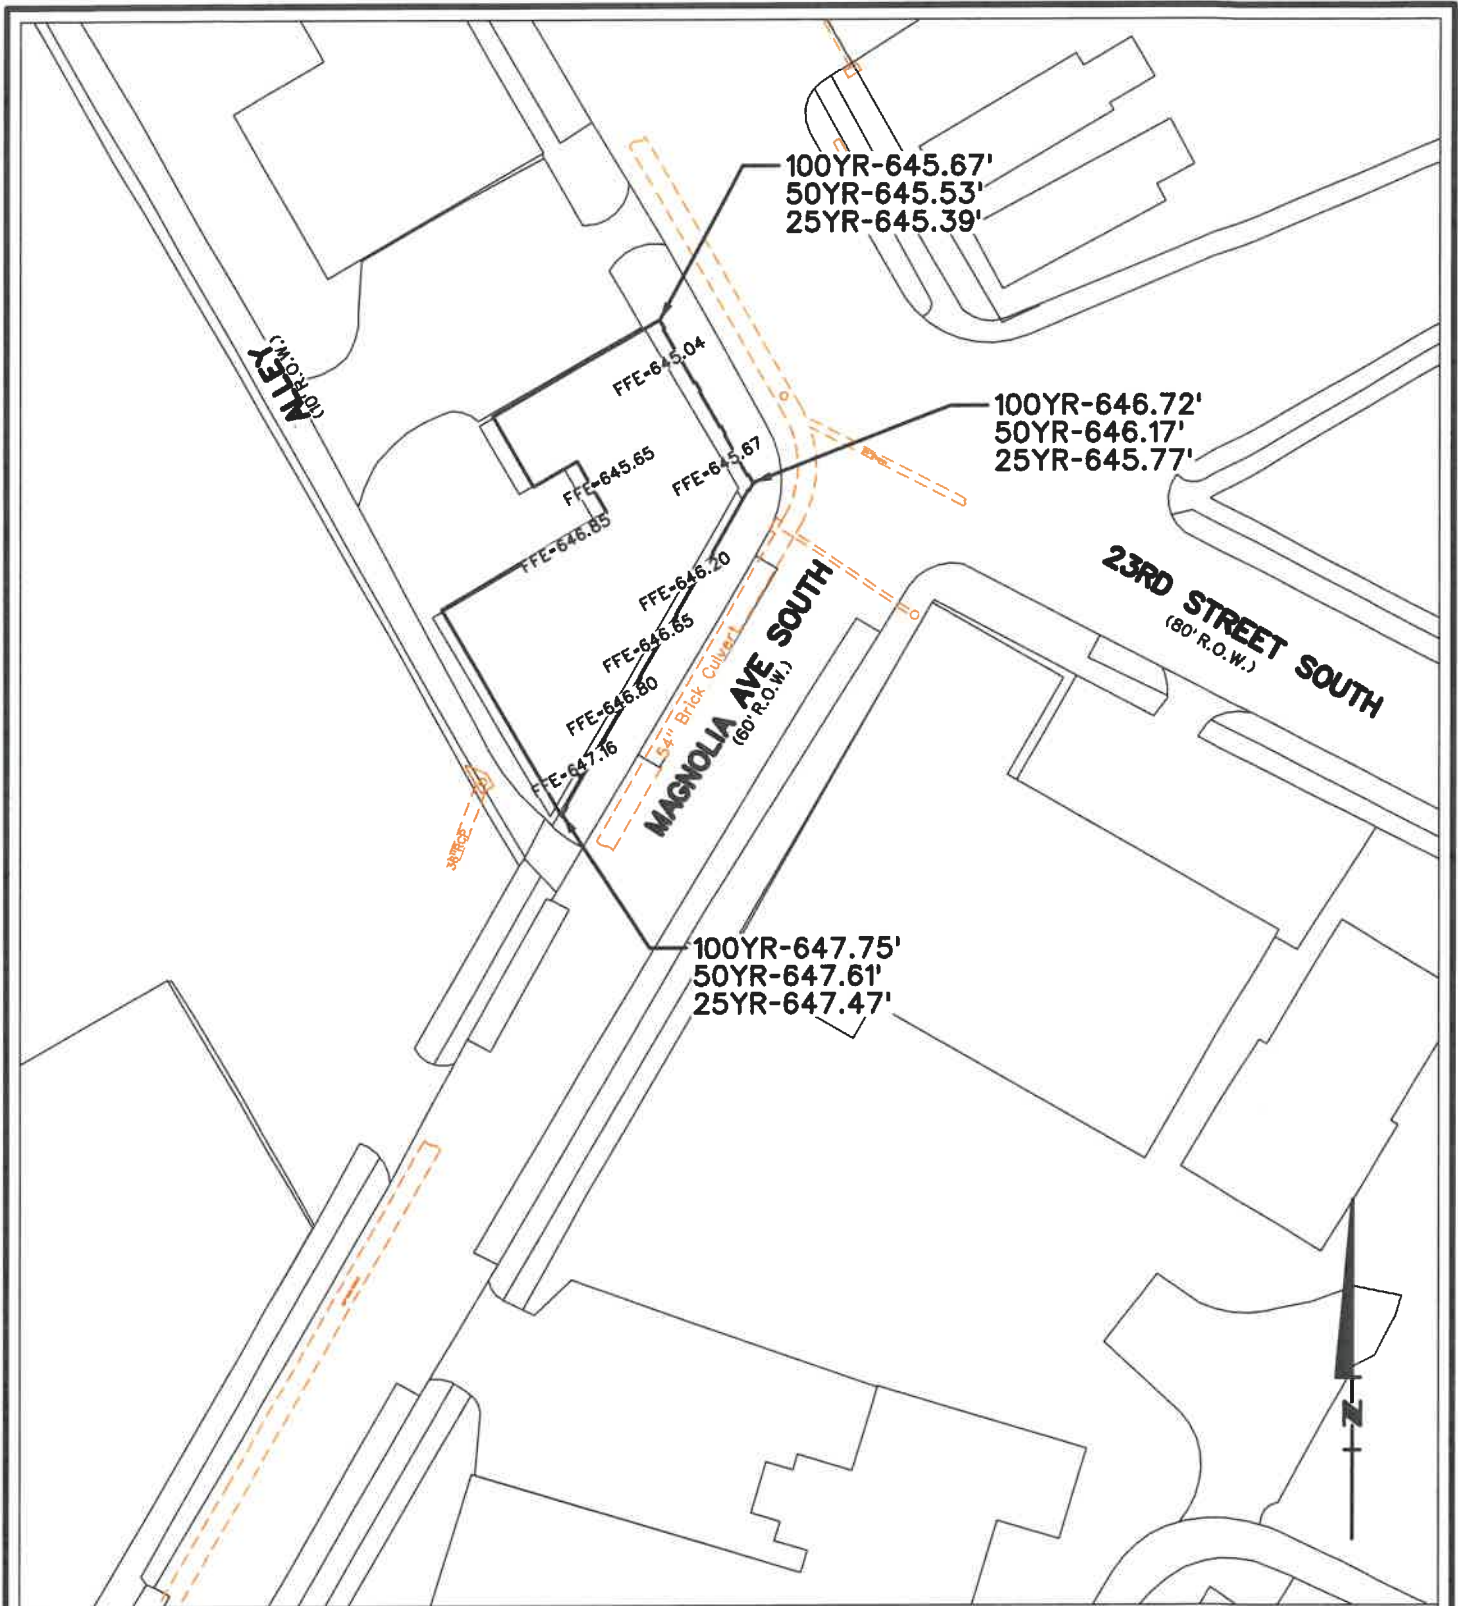 100YR-645.67'
50YR-645.53'
25YR-645.39'
ALLEY
(10' R.O.W.)
FFE=645.04
100YR-646.72'
50YR-646.17'
25YR-645.77'
FFE=645.67
FFE=645.65
FFE=646.85
23RD STREET SOUTH
(80' R.O.W.)
FFE=646.20
FFE=646.65
FFE=646.80
FFE=647.16
54" Brick Culvert
MAGNOLIA AVE SOUTH
(60' R.O.W.)
100YR-647.75'
50YR-647.61'
25YR-647.47'
N